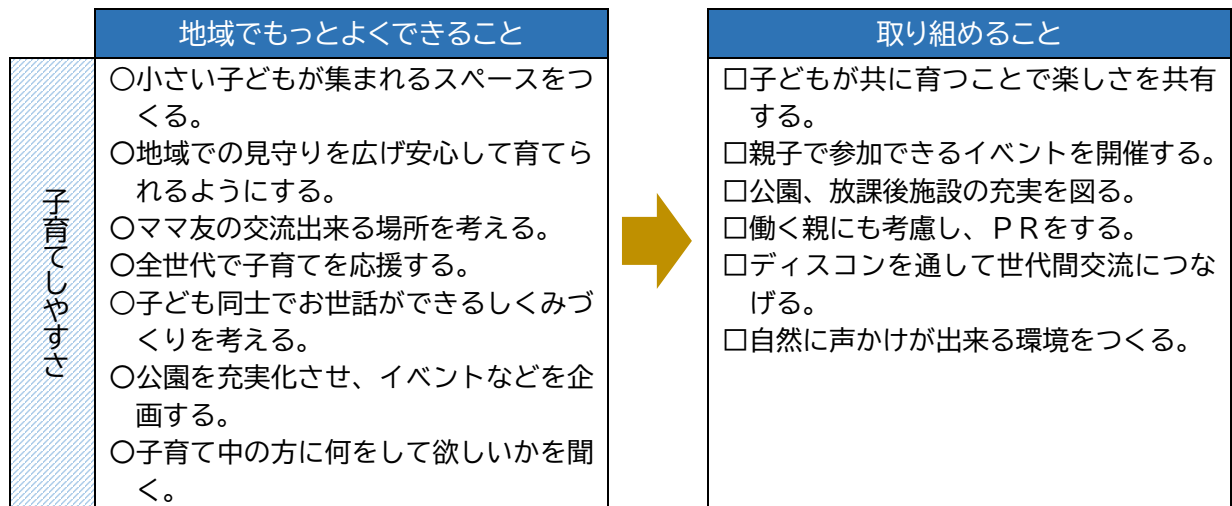 地域でもっとよくできること
取り組めること
子育てしやすさ
〇小さい子どもが集まれるスペースをつ
くる。
〇地域での見守りを広げ安心して育てら
れるようにする。
〇ママ友の交流出来る場所を考える。
〇全世代で子育てを応援する。
〇子ども同士でお世話ができるしくみづ
くりを考える。
〇公園を充実化させ、イベントなどを企
画する。
〇子育て中の方に何をして欲しいかを聞
く。
□子どもが共に育つことで楽しさを共有
する。
□親子で参加できるイベントを開催する。
□公園、放課後施設の充実を図る。
□働く親にも考慮し、ＰＲをする。
□ディスコンを通して世代間交流につな
げる。
□自然に声かけが出来る環境をつくる。